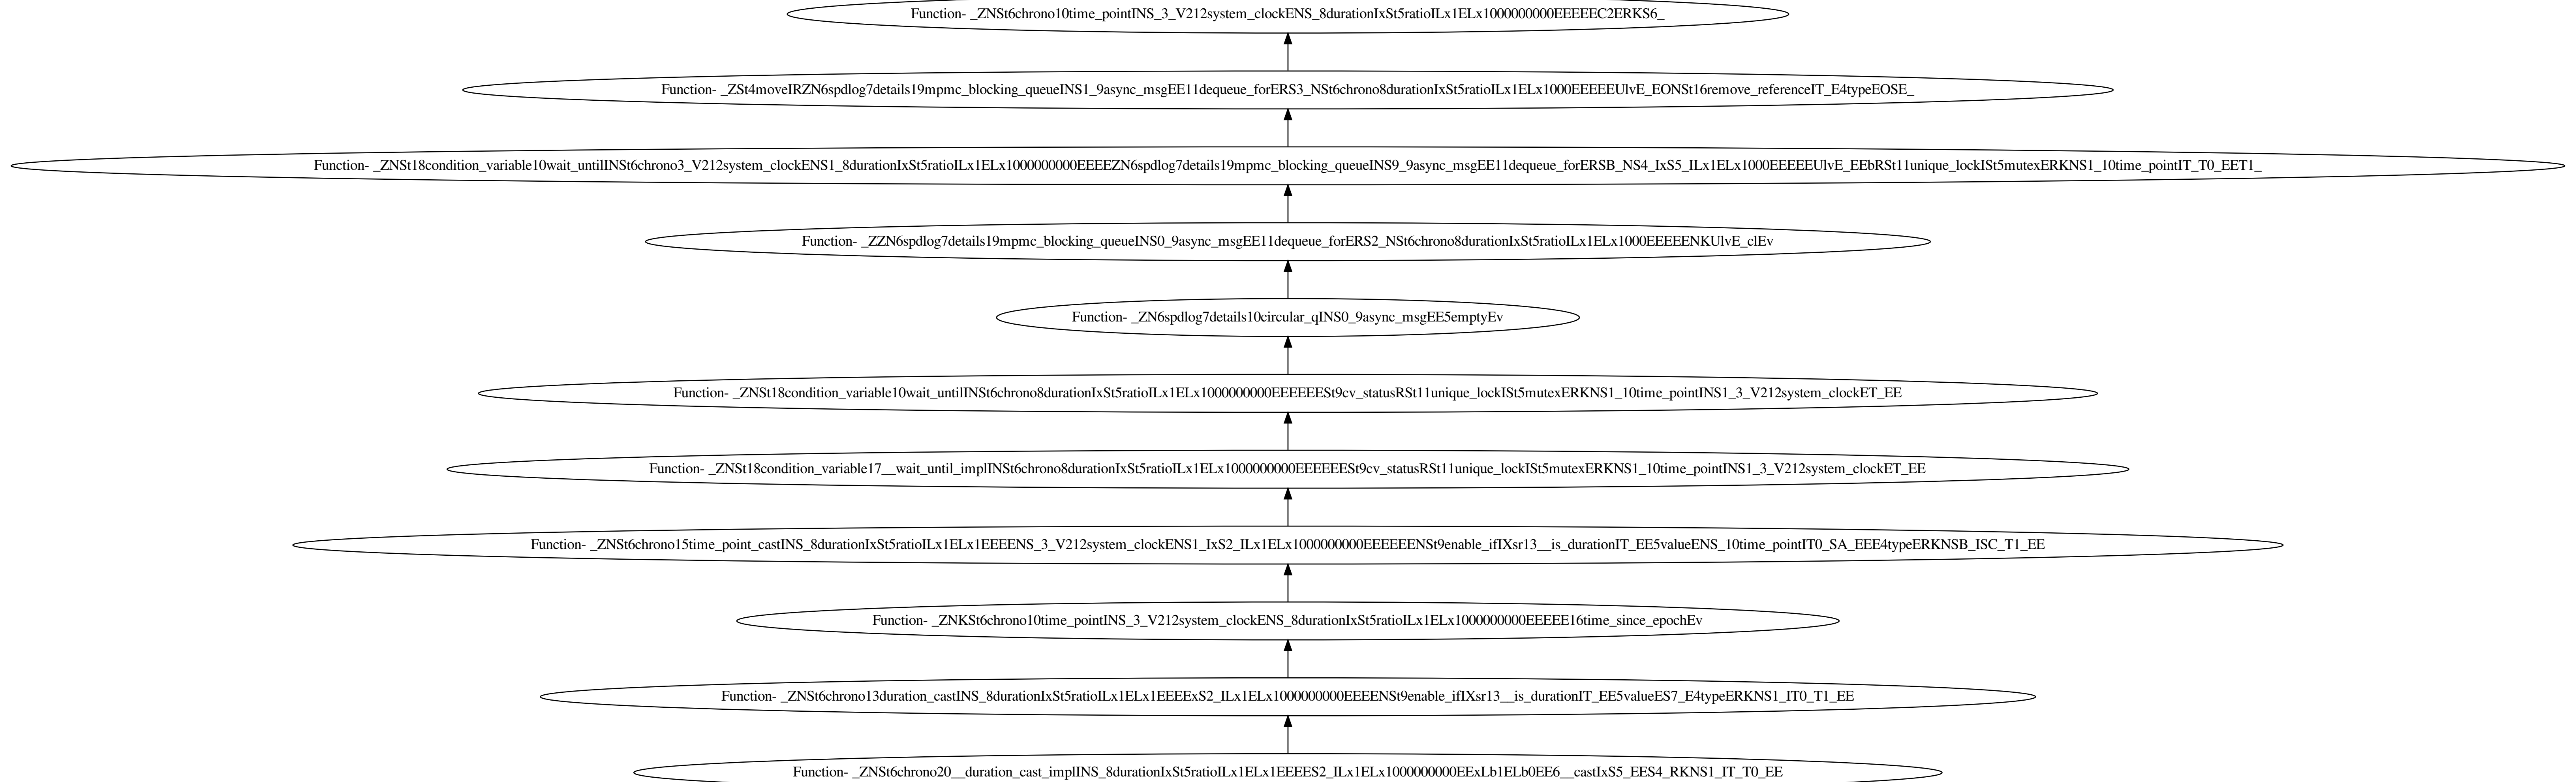 Function- _ZNSt6chrono10time_pointINS_3_V212system_clockENS_8durationIxSt5ratioILx1ELx1000000000EEEEEC2ERKS6_
Function- _ZSt4moveIRZN6spdlog7details19mpmc_blocking_queueINS1_9async_msgEE11dequeue_forERS3_NSt6chrono8durationIxSt5ratioILx1ELx1000EEEEEUlvE_EONSt16remove_referenceIT_E4typeEOSE_
Function- _ZNSt18condition_variable10wait_untilINSt6chrono3_V212system_clockENS1_8durationIxSt5ratioILx1ELx1000000000EEEEZN6spdlog7details19mpmc_blocking_queueINS9_9async_msgEE11dequeue_forERSB_NS4_IxS5_ILx1ELx1000EEEEEUlvE_EEbRSt11unique_lockISt5mutexERKNS1_10time_pointIT_T0_EET1_
Function- _ZZN6spdlog7details19mpmc_blocking_queueINS0_9async_msgEE11dequeue_forERS2_NSt6chrono8durationIxSt5ratioILx1ELx1000EEEEENKUlvE_clEv
Function- _ZN6spdlog7details10circular_qINS0_9async_msgEE5emptyEv
Function- _ZNSt18condition_variable10wait_untilINSt6chrono8durationIxSt5ratioILx1ELx1000000000EEEEEESt9cv_statusRSt11unique_lockISt5mutexERKNS1_10time_pointINS1_3_V212system_clockET_EE
Function- _ZNSt18condition_variable17__wait_until_implINSt6chrono8durationIxSt5ratioILx1ELx1000000000EEEEEESt9cv_statusRSt11unique_lockISt5mutexERKNS1_10time_pointINS1_3_V212system_clockET_EE
Function- _ZNSt6chrono15time_point_castINS_8durationIxSt5ratioILx1ELx1EEEENS_3_V212system_clockENS1_IxS2_ILx1ELx1000000000EEEEEENSt9enable_ifIXsr13__is_durationIT_EE5valueENS_10time_pointIT0_SA_EEE4typeERKNSB_ISC_T1_EE
Function- _ZNKSt6chrono10time_pointINS_3_V212system_clockENS_8durationIxSt5ratioILx1ELx1000000000EEEEE16time_since_epochEv
Function- _ZNSt6chrono13duration_castINS_8durationIxSt5ratioILx1ELx1EEEExS2_ILx1ELx1000000000EEEENSt9enable_ifIXsr13__is_durationIT_EE5valueES7_E4typeERKNS1_IT0_T1_EE
Function- _ZNSt6chrono20__duration_cast_implINS_8durationIxSt5ratioILx1ELx1EEEES2_ILx1ELx1000000000EExLb1ELb0EE6__castIxS5_EES4_RKNS1_IT_T0_EE